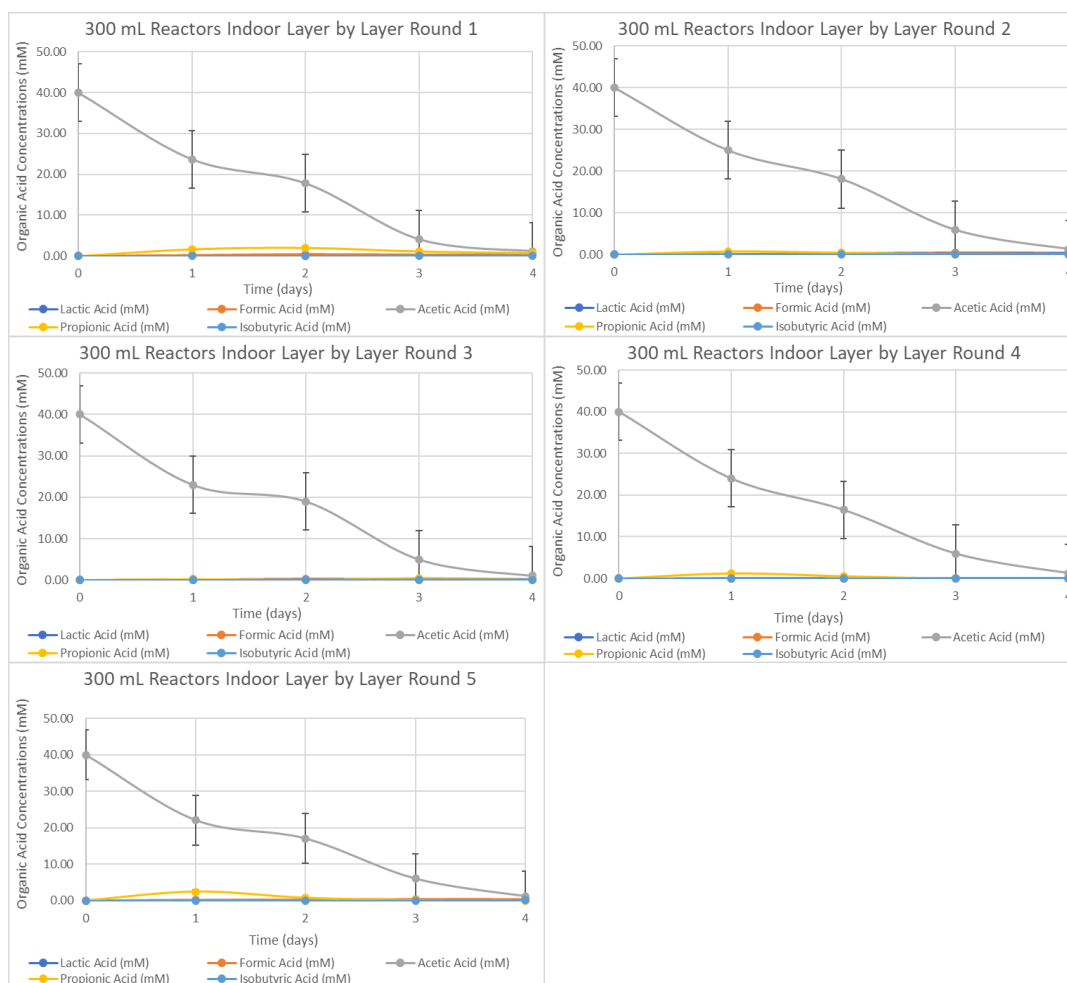 300 mL Reactors Indoor Layer by Layer Round 1
Organic Acid Concentrations (mM)
50.00
40.00
30.00
20.00
10.00
0.00
0 1 2 3 4
Time (days)
Lactic Acid (mM) Formic Acid (mM) Acetic Acid (mM)
Propionic Acid (mM) Isobutyric Acid (mM)
300 mL Reactors Indoor Layer by Layer Round 2
Organic Acid Concentrations (mM)
50.00
40.00
30.00
20.00
10.00
0.00
0 1 2 3 4
Time (days)
Lactic Acid (mM) Formic Acid (mM) Acetic Acid (mM)
Propionic Acid (mM) Isobutyric Acid (mM)
300 mL Reactors Indoor Layer by Layer Round 3
Organic Acid Concentrations (mM)
50.00
40.00
30.00
20.00
10.00
0.00
0 1 2 3 4
Time (days)
Lactic Acid (mM) Formic Acid (mM) Acetic Acid (mM)
Propionic Acid (mM) Isobutyric Acid (mM)
300 mL Reactors Indoor Layer by Layer Round 4
Organic Acid Concentrations (mM)
50.00
40.00
30.00
20.00
10.00
0.00
0 1 2 3 4
Time (days)
Lactic Acid (mM) Formic Acid (mM) Acetic Acid (mM)
Propionic Acid (mM) Isobutyric Acid (mM)
300 mL Reactors Indoor Layer by Layer Round 5
Organic Acid Concentrations (mM)
50.00
40.00
30.00
20.00
10.00
0.00
0 1 2 3 4
Time (days)
Lactic Acid (mM) Formic Acid (mM) Acetic Acid (mM)
Propionic Acid (mM) Isobutyric Acid (mM)